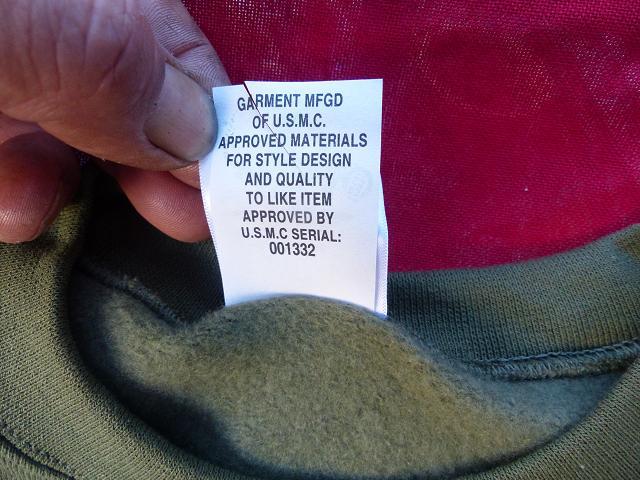 GARMENT MFGD
OF U.S.M.C.
APPROVED MATERIALS
FOR STYLE DESIGN
AND QUALITY
TO LIKE ITEM
APPROVED BY
U.S.M.C SERIAL:
001332